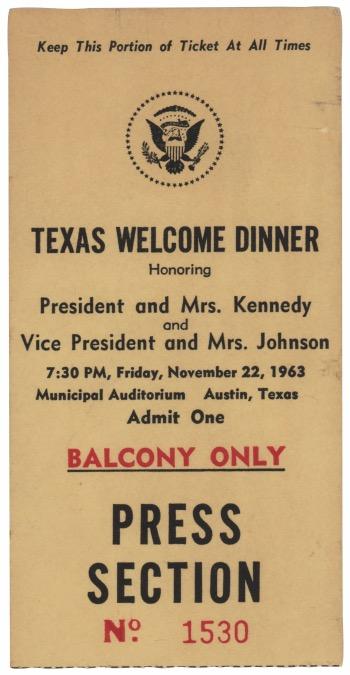 Keep This Portion of Ticket At All Times
TEXAS WELCOME DINNER
Honoring
President and Mrs. Kennedy
and
Vice President and Mrs. Johnson
7:30 PM, Friday, November 22, 1963
Municipal Auditorium Austin, Texas
Admit One
BALCONY ONLY
PRESS
SECTION
Nº. 1530